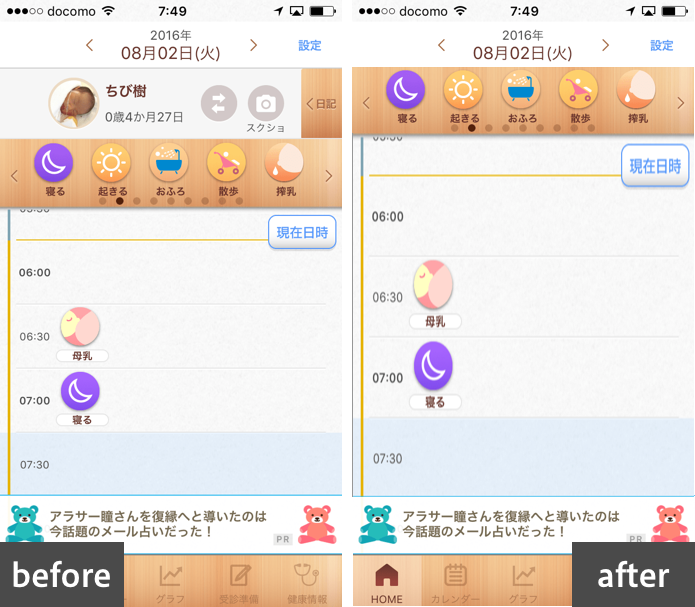 docomo 7:49
2016年
08月02日(火)
設定
ちび樹
0歳4か月27日
スクショ
日記
寝る 起きる おふろ 散歩 搾乳
現在日時
06:00
06:30
母乳
07:00
寝る
07:30
アラサー瞳さんを復縁へと導いたのは
今話題のメール占いだった！
PR
before
グラフ 受診準備 健康情報
docomo 7:49
2016年
08月02日(火)
設定
寝る 起きる おふろ 散歩 搾乳
現在日時
06:00
06:30
母乳
07:00
寝る
07:30
アラサー瞳さんを復縁へと導いたのは
今話題のメール占いだった！
PR
HOME カレンダー グラフ
after